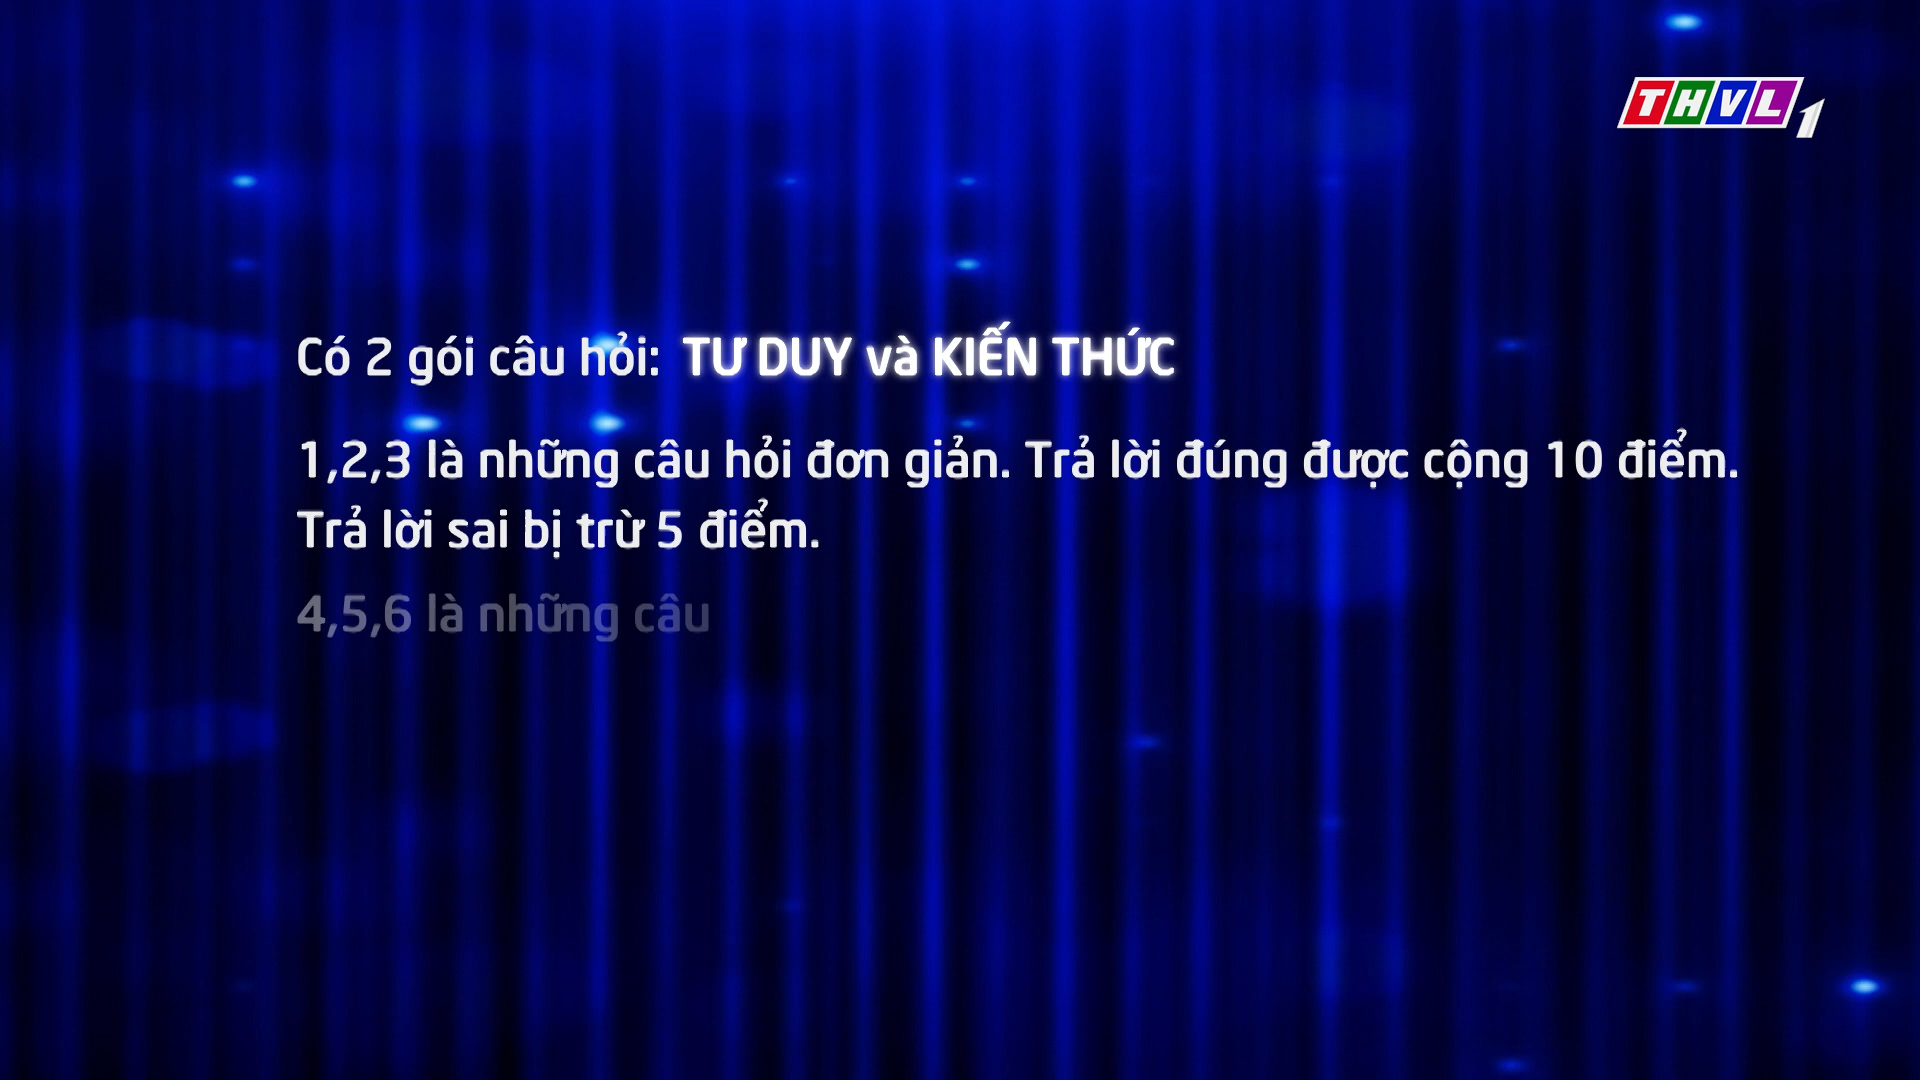 THVL1
Có 2 gói câu hỏi: TƯ DUY và KIẾN THỨC
1,2,3 là những câu hỏi đơn giản. Trả lời đúng được cộng 10 điểm.
Trả lời sai bị trừ 5 điểm.
4,5,6 là những câu